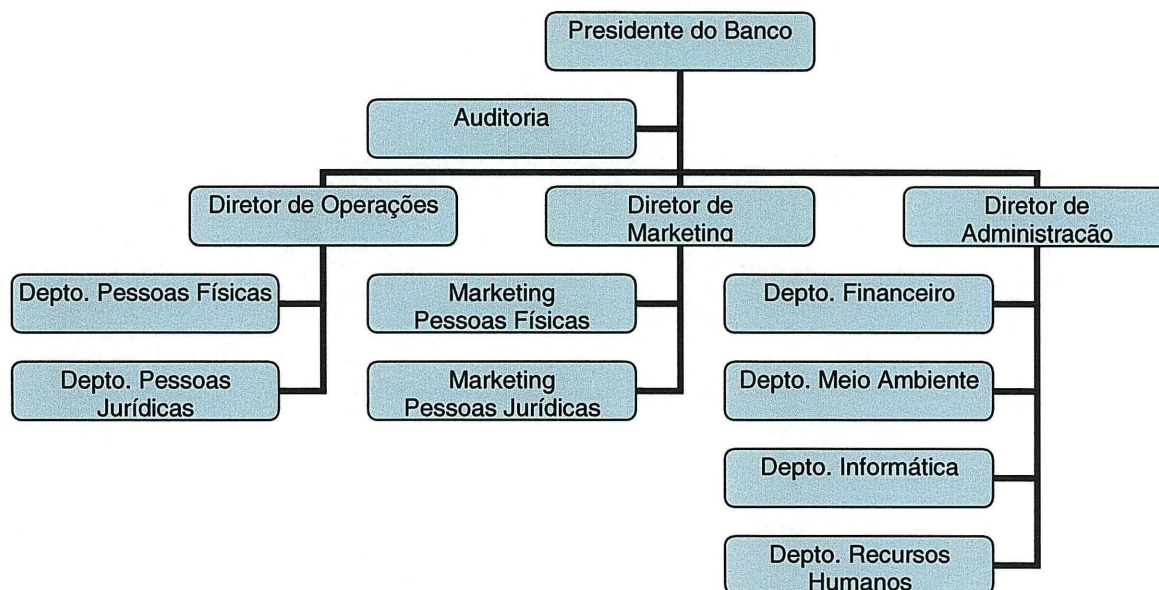 Presidente do Banco
Auditoria
Diretor de Operações
Diretor de
Marketing
Diretor de
Administração
Depto. Pessoas Físicas
Marketing
Pessoas Físicas
Depto. Financeiro
Depto. Pessoas
Jurídicas
Marketing
Pessoas Jurídicas
Depto. Meio Ambiente
Depto. Informática
Depto. Recursos
Humanos